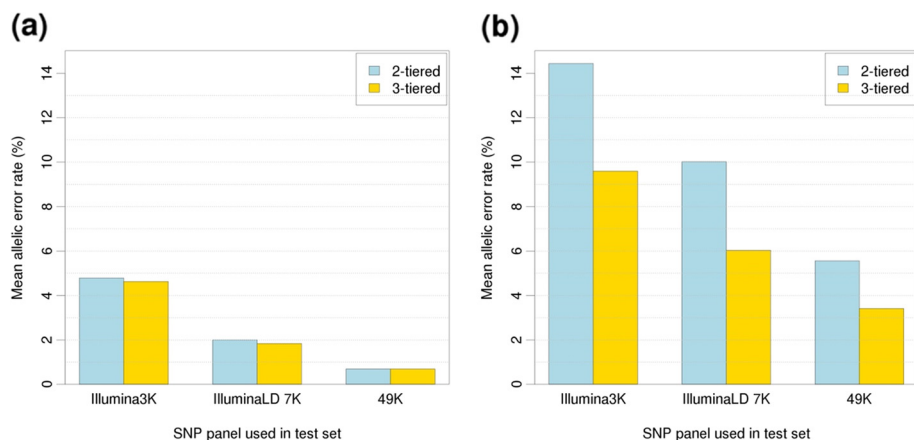 (a)
Mean allelic error rate (%)
14
12
10
8
6
4
2
0
2-tiered
3-tiered
Illumina3K IlluminaLD 7K 49K
SNP panel used in test set
(b)
Mean allelic error rate (%)
14
12
10
8
6
4
2
0
2-tiered
3-tiered
Illumina3K IlluminaLD 7K 49K
SNP panel used in test set